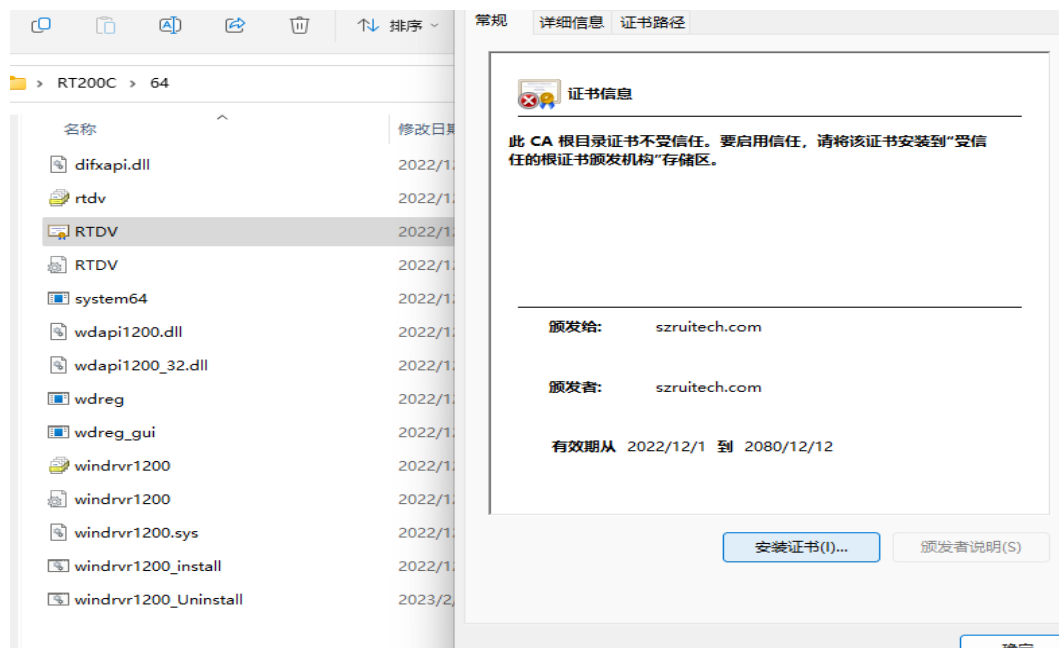 排序
RT200C > 64
名称
修改日期
difxapi.dll
2022/1
rtdv
2022/1
RTDV
2022/1
RTDV
2022/1
system64
2022/1
wdapi1200.dll
2022/1
wdapi1200_32.dll
2022/1
wdreg
2022/1
wdreg_gui
2022/1
windrvr1200
2022/1
windrvr1200
2022/1
windrvr1200.sys
2022/1
windrvr1200_install
2022/1
windrvr1200_Uninstall
2023/2/
常规 详细信息 证书路径
证书信息
此 CA 根目录证书不受信任。要启用信任，请将该证书安装到"受信
任的根证书颁发机构"存储区。
颁发给: szruitech.com
颁发者: szruitech.com
有效期从 2022/12/1 到 2080/12/12
安装证书(I)... 颁发者说明(S)
确定